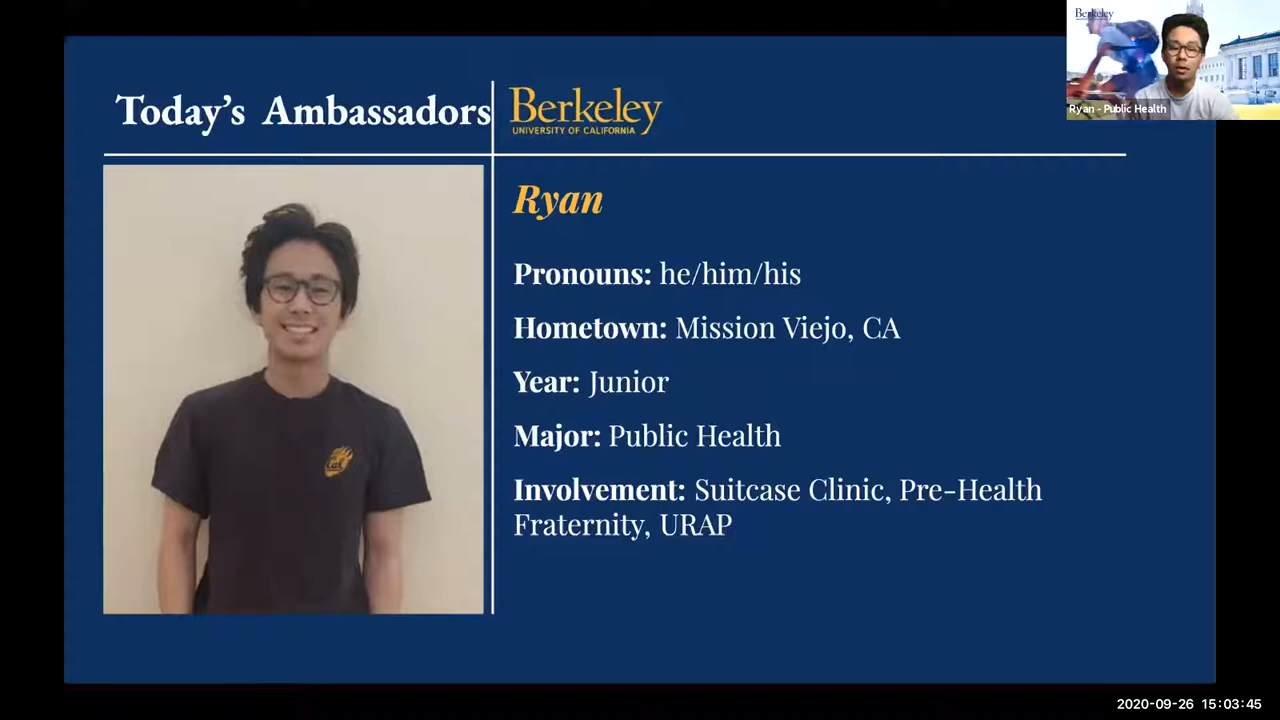 Today's Ambassadors
Berkeley
UNIVERSITY OF CALIFORNIA
Berkeley
Ryan - Public Health
Ryan
Pronouns: he/him/his
Hometown: Mission Viejo, CA
Year: Junior
Major: Public Health
Involvement: Suitcase Clinic, Pre-Health
Fraternity, URAP
Cal
2020-09-26 15:03:45